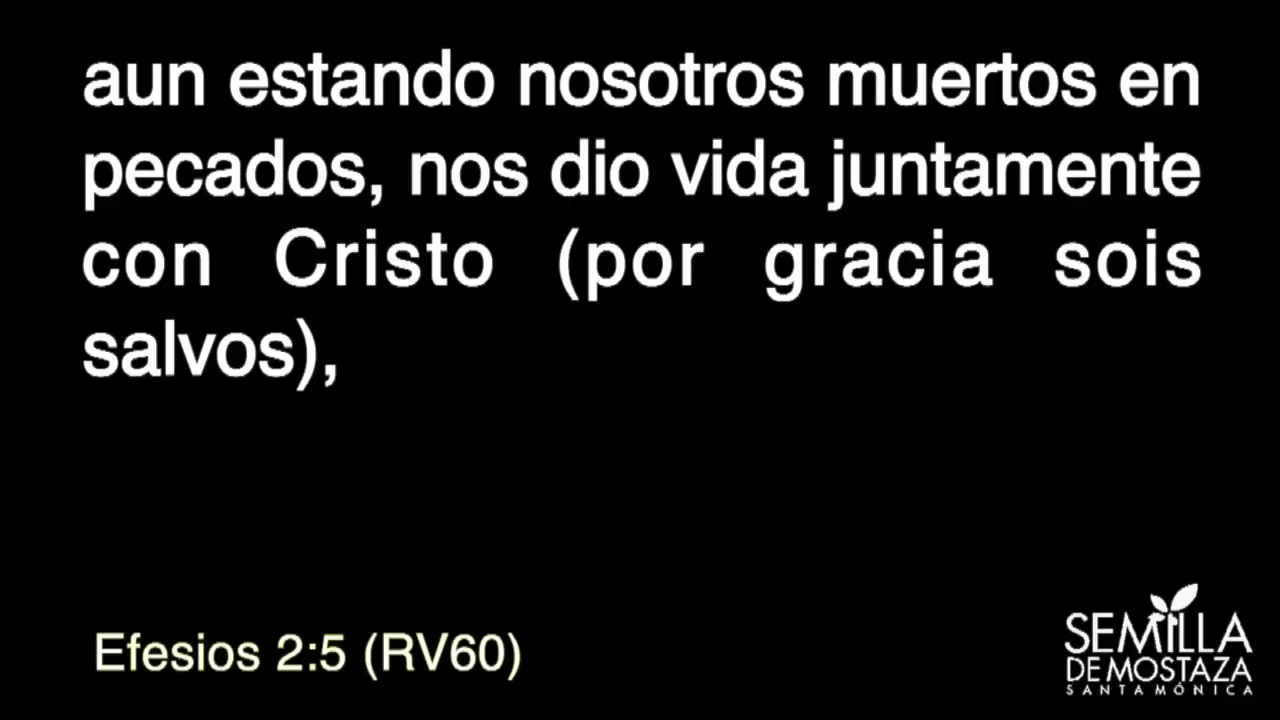 aun estando nosotros muertos en
pecados, nos dio vida juntamente
con Cristo (por gracia sois
salvos),
Efesios 2:5 (RV60)
SEMILLA
DE MOSTAZA
SANTA MÓNICA